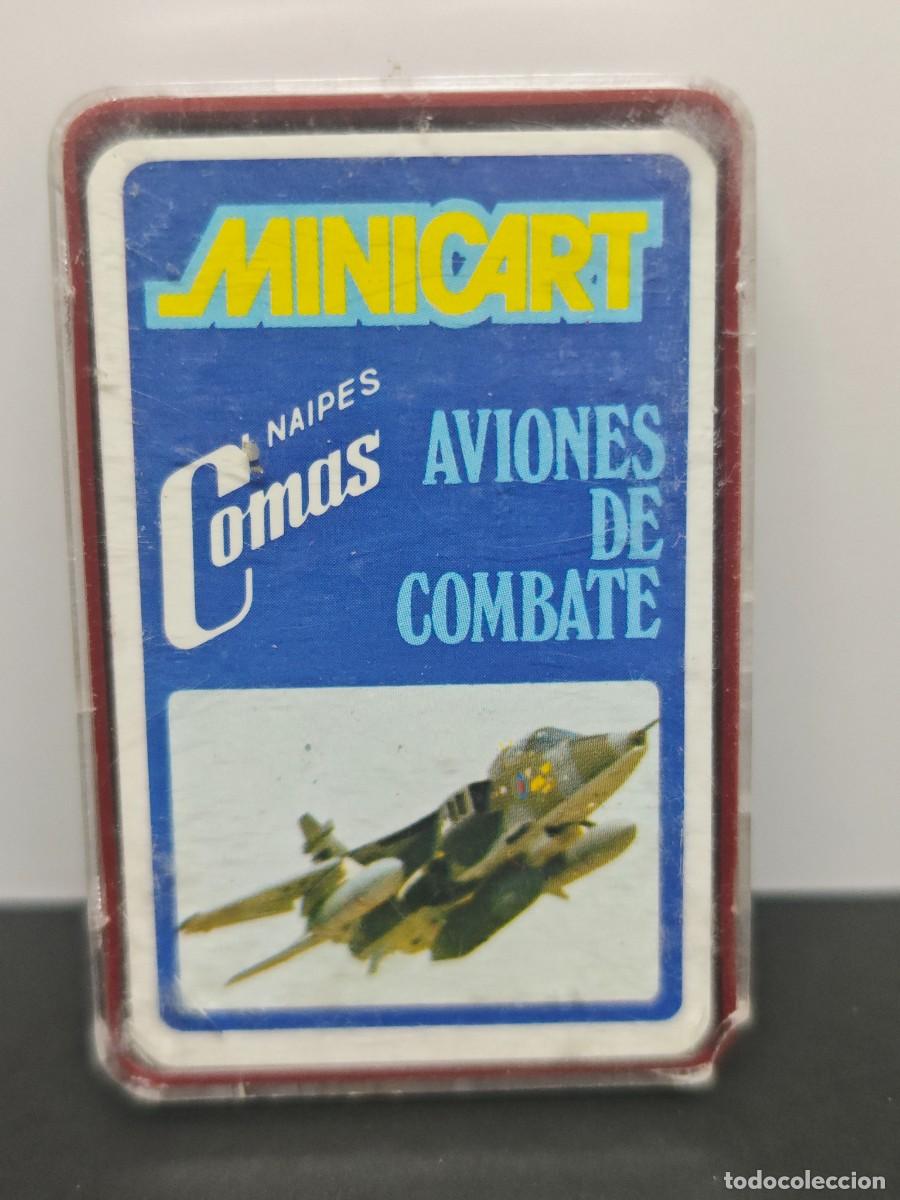 MINICART
NAIPES
Comas
AVIONES
DE
COMBATE
todocoleccion